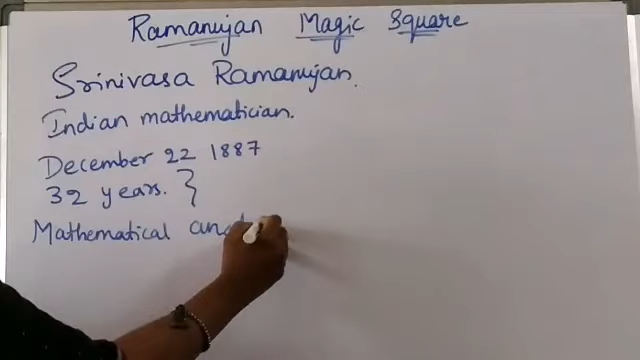 Ramanujan Magic Square
Srinivasa Ramanujan.
Indian mathematician.
December 22 1887
32 years. }
Mathematical